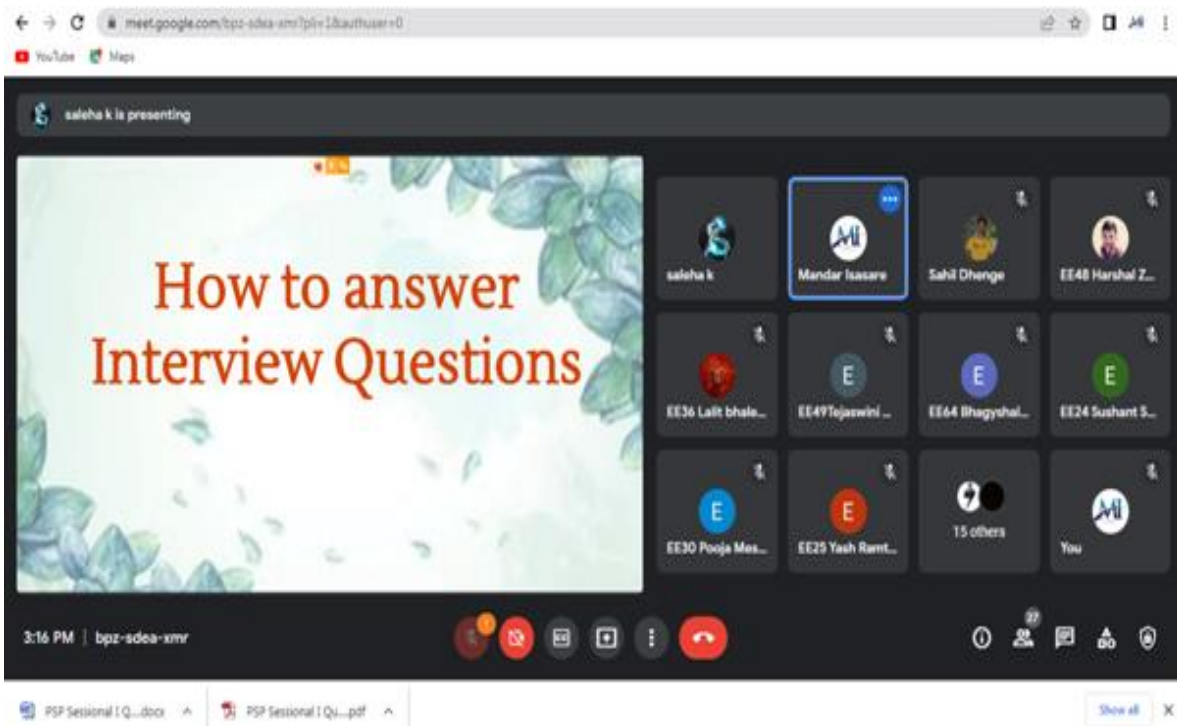 meet.google.com/bpz-sdea-xmr?pli=1&authuser=0
YouTube Maps
saleha k is presenting
How to answer
Interview Questions
saleha k
Mandar Isasare
Sahil Dhenge
EE48 Harshal Z...
EE36 Lalit bhale...
EE49Tejaswini ...
EE64 Bhagyshal...
EE24 Sushant S...
EE30 Pooja Mes...
EE25 Yash Ramt...
15 others
You
3:16 PM | bpz-sdea-xmr
27
PSP Sessional I Q...docx
PSP Sessional I Qu...pdf
Show all